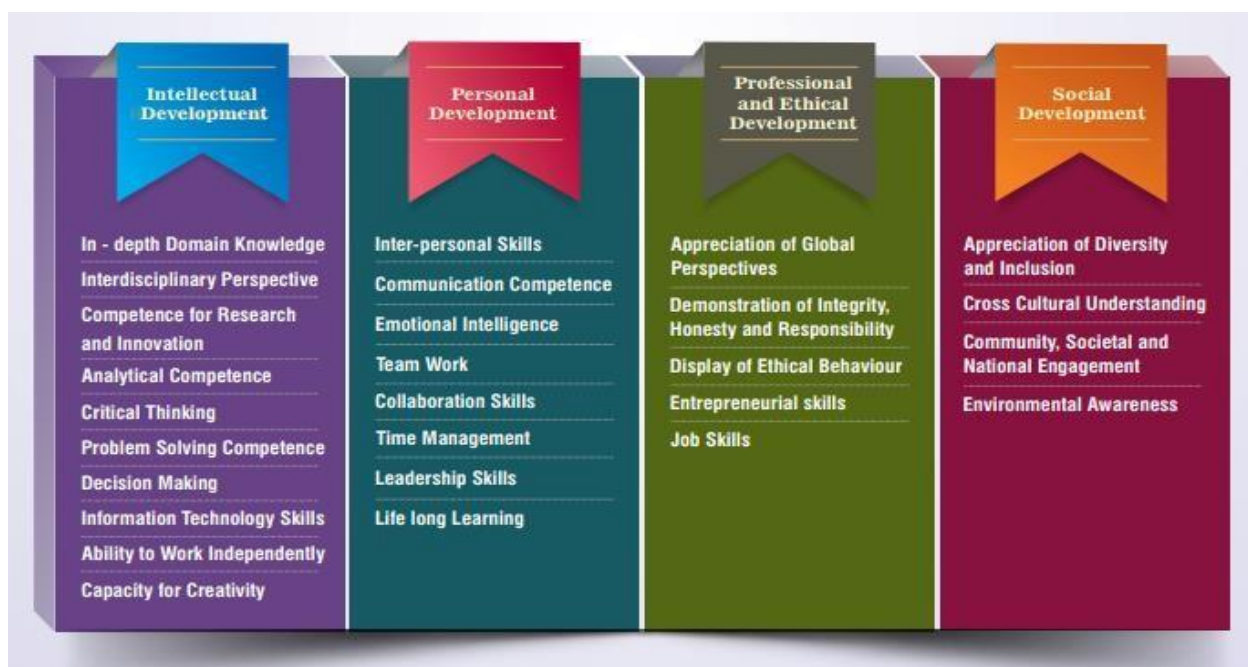 Intellectual
Development
In - depth Domain Knowledge
Interdisciplinary Perspective
Competence for Research
and Innovation
Analytical Competence
Critical Thinking
Problem Solving Competence
Decision Making
Information Technology Skills
Ability to Work Independently
Capacity for Creativity
Personal
Development
Inter-personal Skills
Communication Competence
Emotional Intelligence
Team Work
Collaboration Skills
Time Management
Leadership Skills
Life long Learning
Professional
and Ethical
Development
Appreciation of Global
Perspectives
Demonstration of Integrity,
Honesty and Responsibility
Display of Ethical Behaviour
Entrepreneurial skills
Job Skills
Social
Development
Appreciation of Diversity
and Inclusion
Cross Cultural Understanding
Community, Societal and
National Engagement
Environmental Awareness